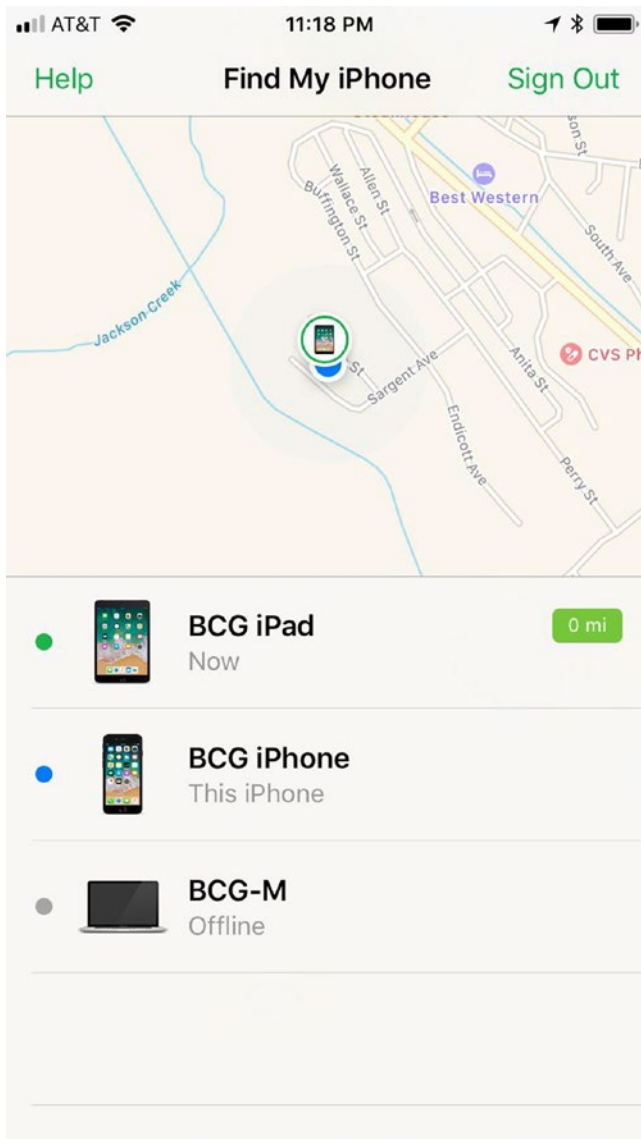 AT&T
11:18 PM
Help
Find My iPhone
Sign Out
Best Western
Wallace St
Allen St
Buffington St
South Ave
Jackson Creek
CVS Ph
St
Sargent Ave
Anita St
Endicott Ave
Perry St
BCG iPad
0 mi
Now
BCG iPhone
This iPhone
BCG-M
Offline